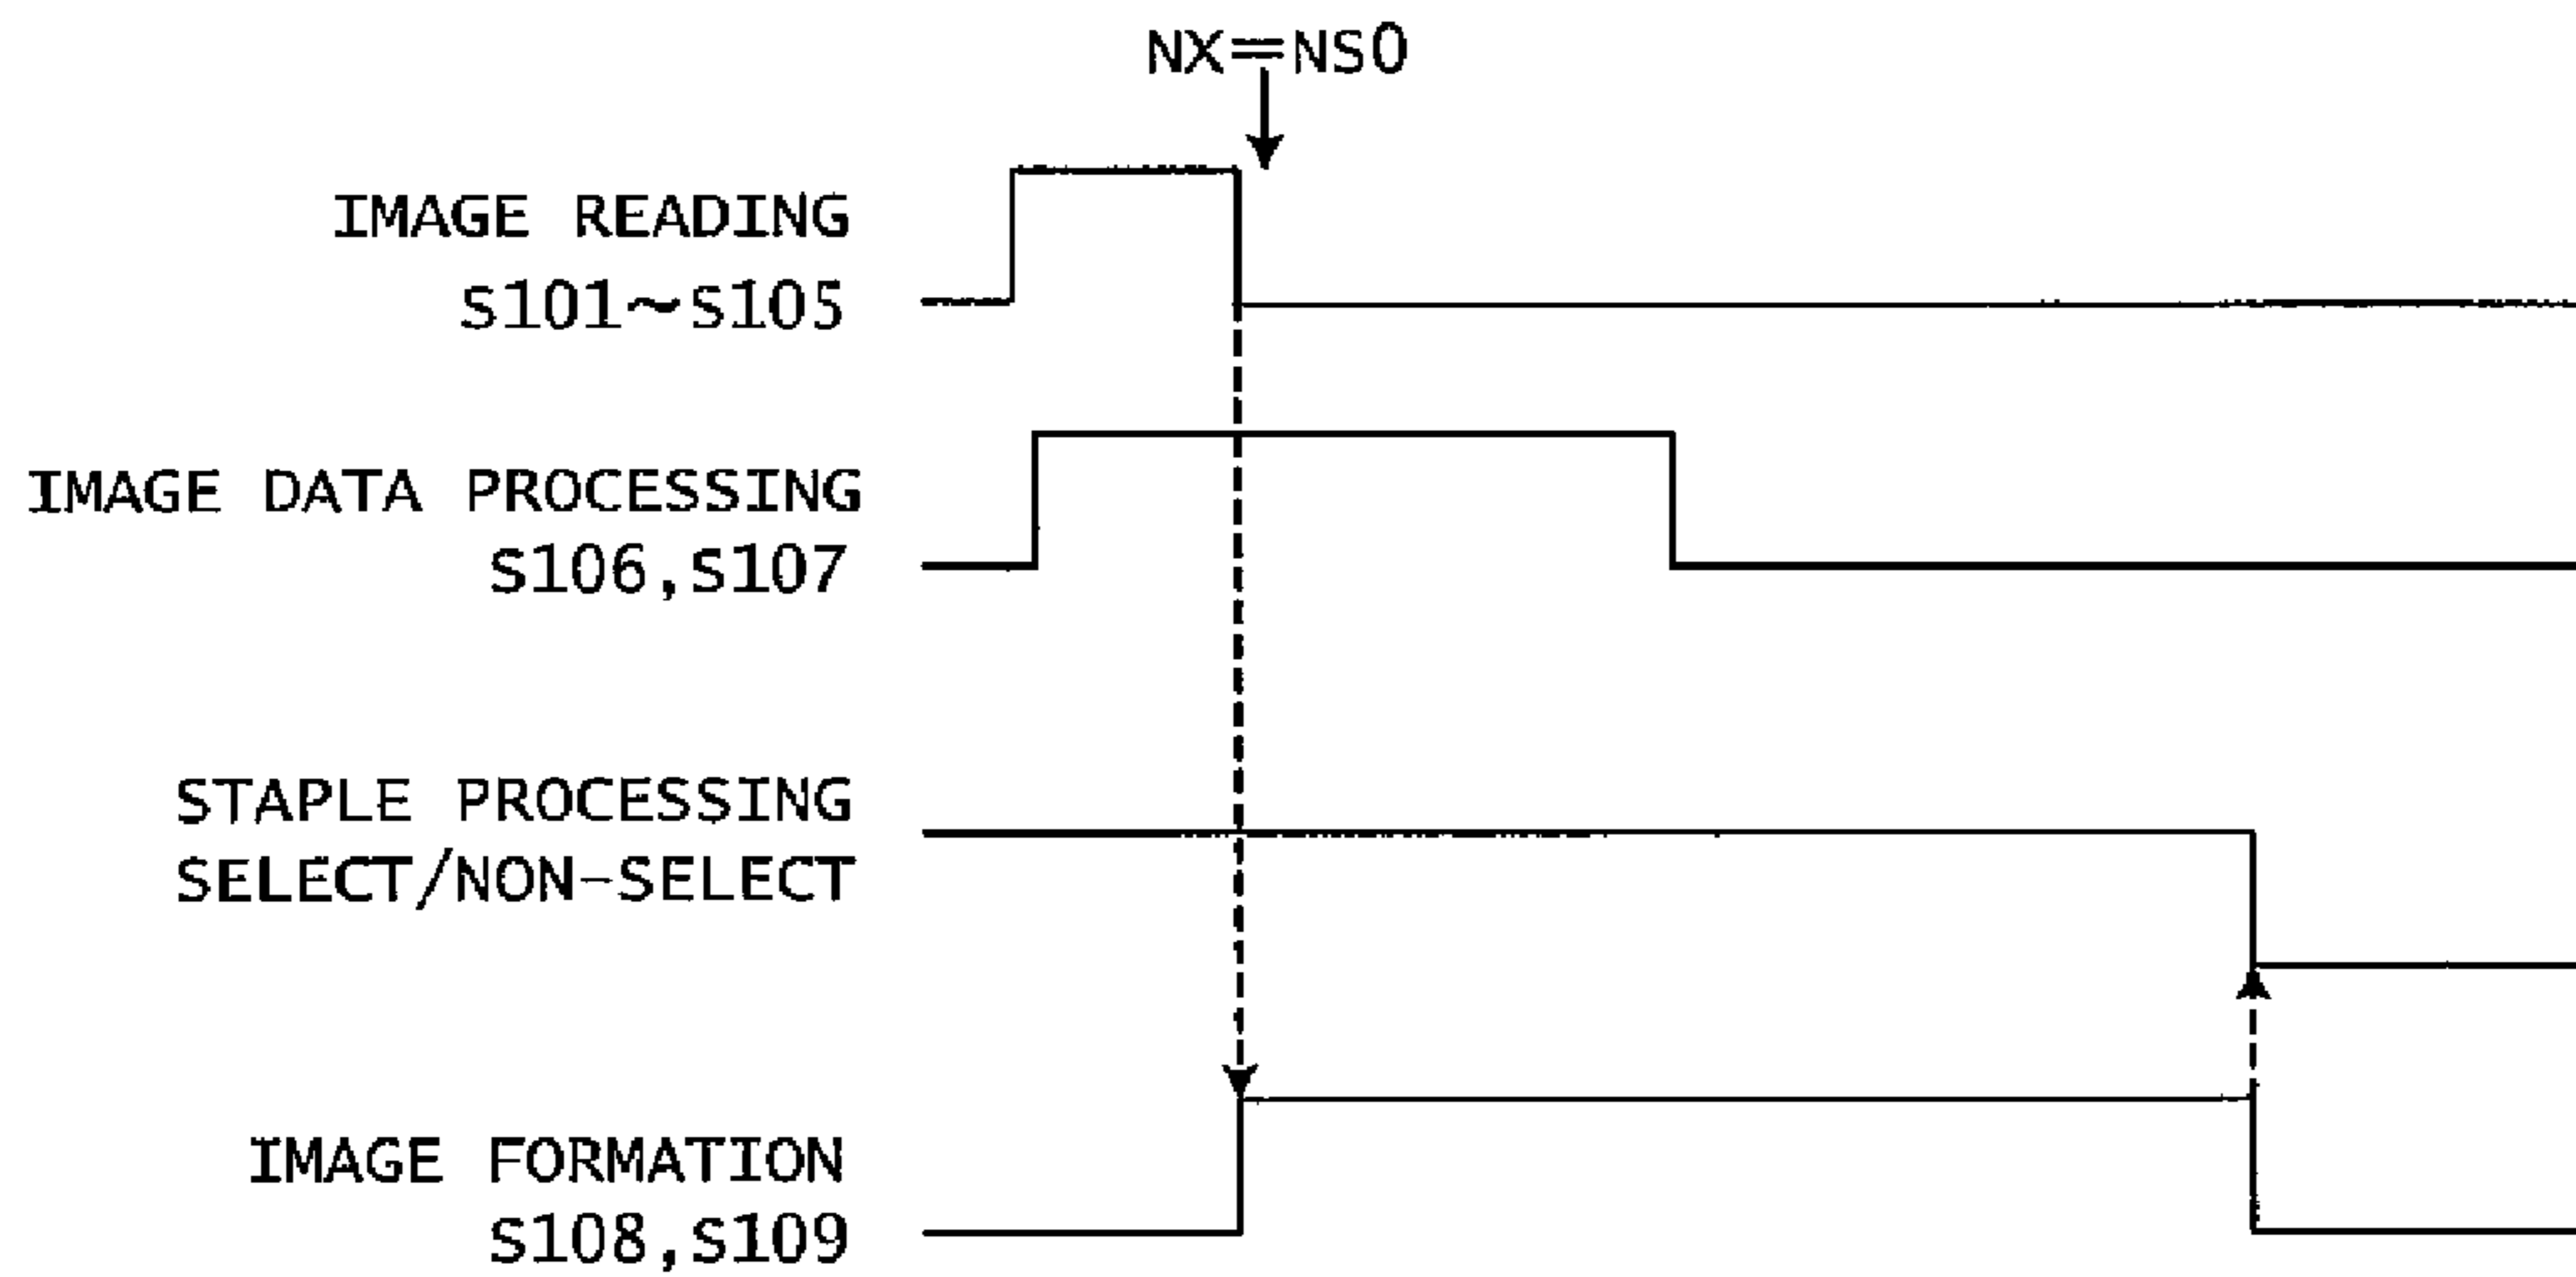 NX=NS0
IMAGE READING
S101~S105
IMAGE DATA PROCESSING
S106,S107
STAPLE PROCESSING
SELECT/NON-SELECT
IMAGE FORMATION
S108,S109